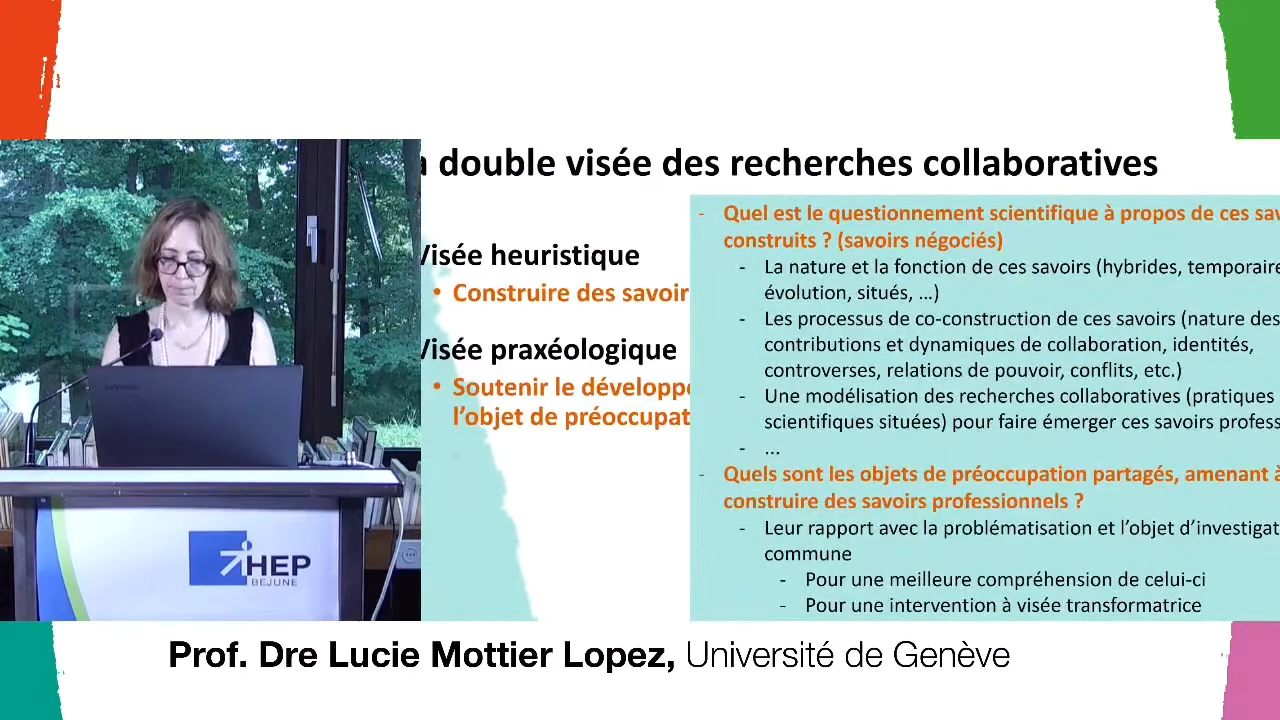 a double visée des recherches collaboratives
Visée heuristique
• Construire des savoir
Visée praxéologique
• Soutenir le développe
l’objet de préoccupat
- Quel est le questionnement scientifique à propos de ces sav
construits ? (savoirs négociés)
- La nature et la fonction de ces savoirs (hybrides, temporaire
évolution, situés, …)
- Les processus de co-construction de ces savoirs (nature des
contributions et dynamiques de collaboration, identités,
controverses, relations de pouvoir, conflits, etc.)
- Une modélisation des recherches collaboratives (pratiques
scientifiques situées) pour faire émerger ces savoirs profess
- ...
- Quels sont les objets de préoccupation partagés, amenant à
construire des savoirs professionnels ?
- Leur rapport avec la problématisation et l’objet d’investigat
commune
- Pour une meilleure compréhension de celui-ci
- Pour une intervention à visée transformatrice
HEP
BEJUNE
Prof. Dre Lucie Mottier Lopez, Université de Genève